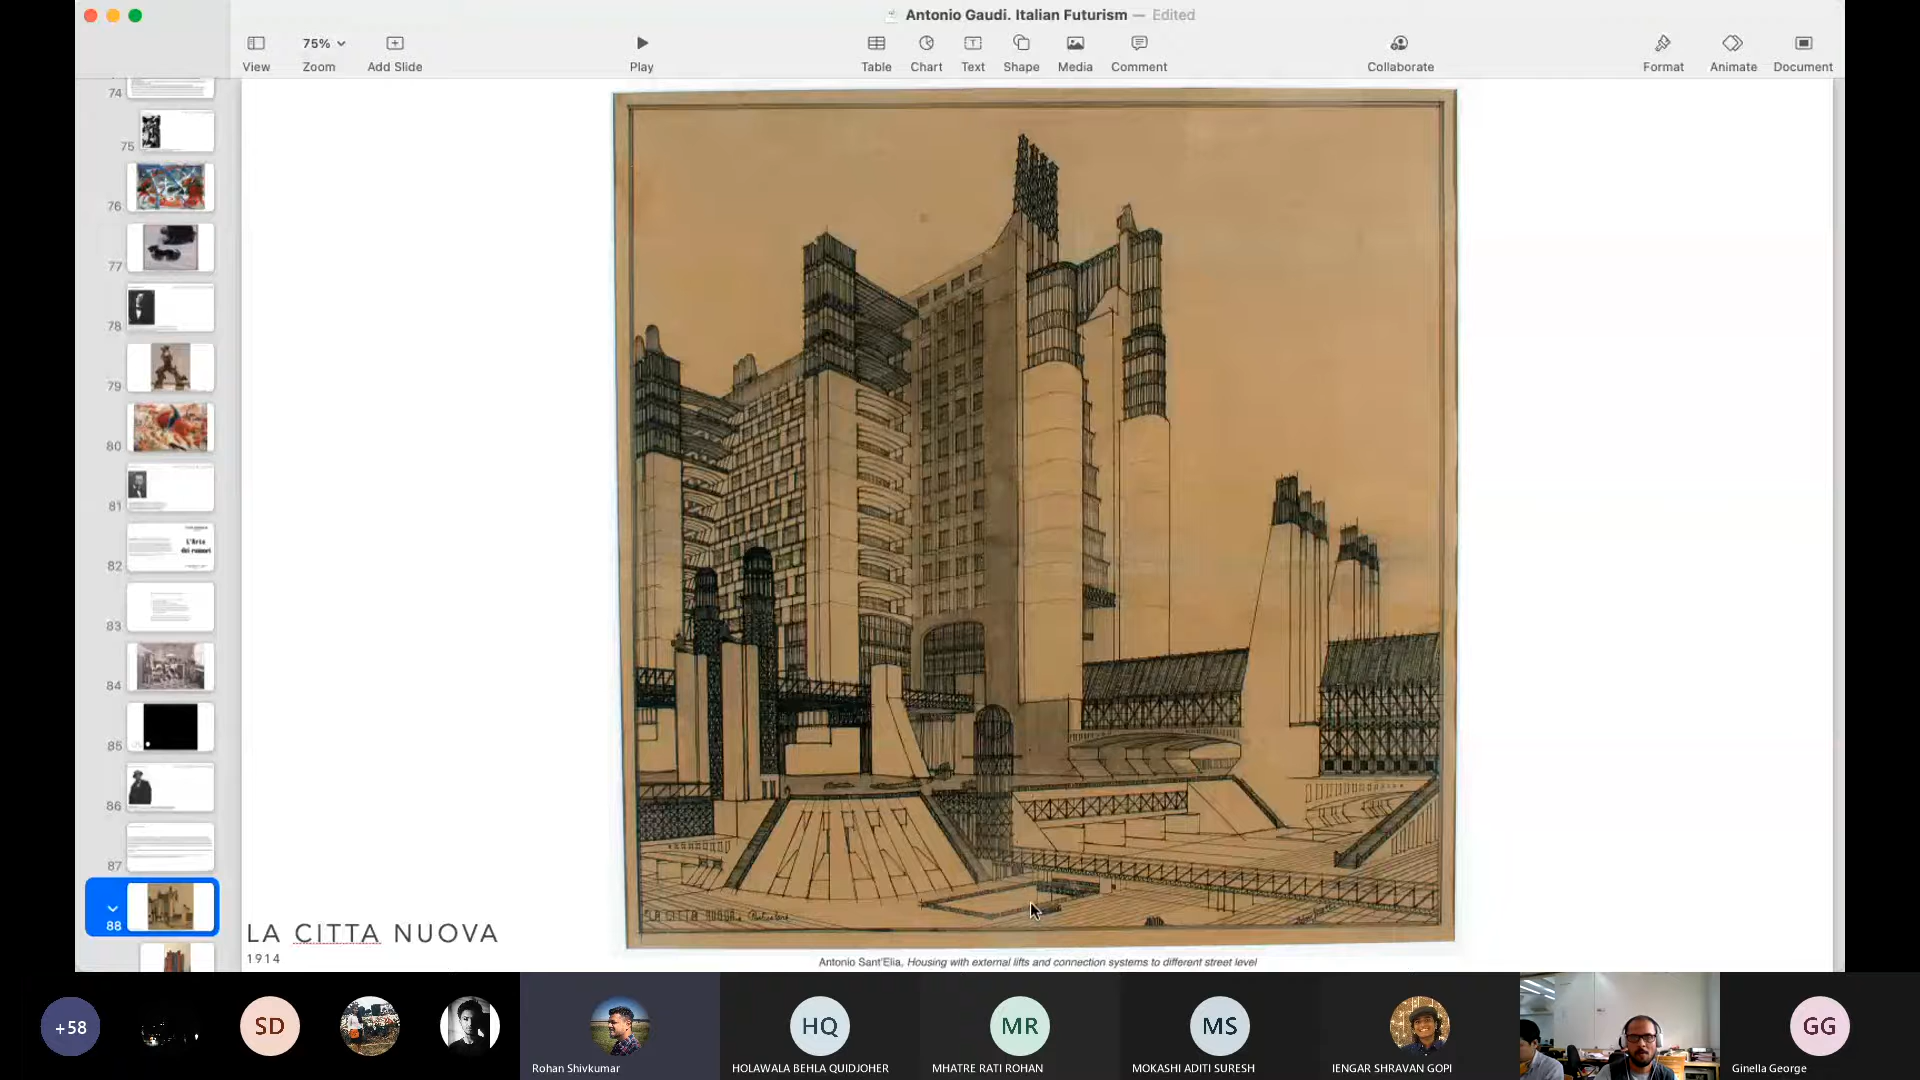 Antonio Gaudi. Italian Futurism — Edited
75%
View
Zoom
Add Slide
Play
Table
Chart
Text
Shape
Media
Comment
Collaborate
Format
Animate
Document
74
75
76
77
78
79
80
81
82
83
84
85
86
87
88
L'Arte
dei rumori
LA CITTA NUOVA
LA CITTA NUOVA
1914
Antonio Sant'Elia, Housing with external lifts and connection systems to different street level
+58
SD
HQ
MR
MS
GG
Rohan Shivkumar
HOLAWALA BEHLA QUIDJOHER
MHATRE RATI ROHAN
MOKASHI ADITI SURESH
IENGAR SHRAVAN GOPI
Ginella George